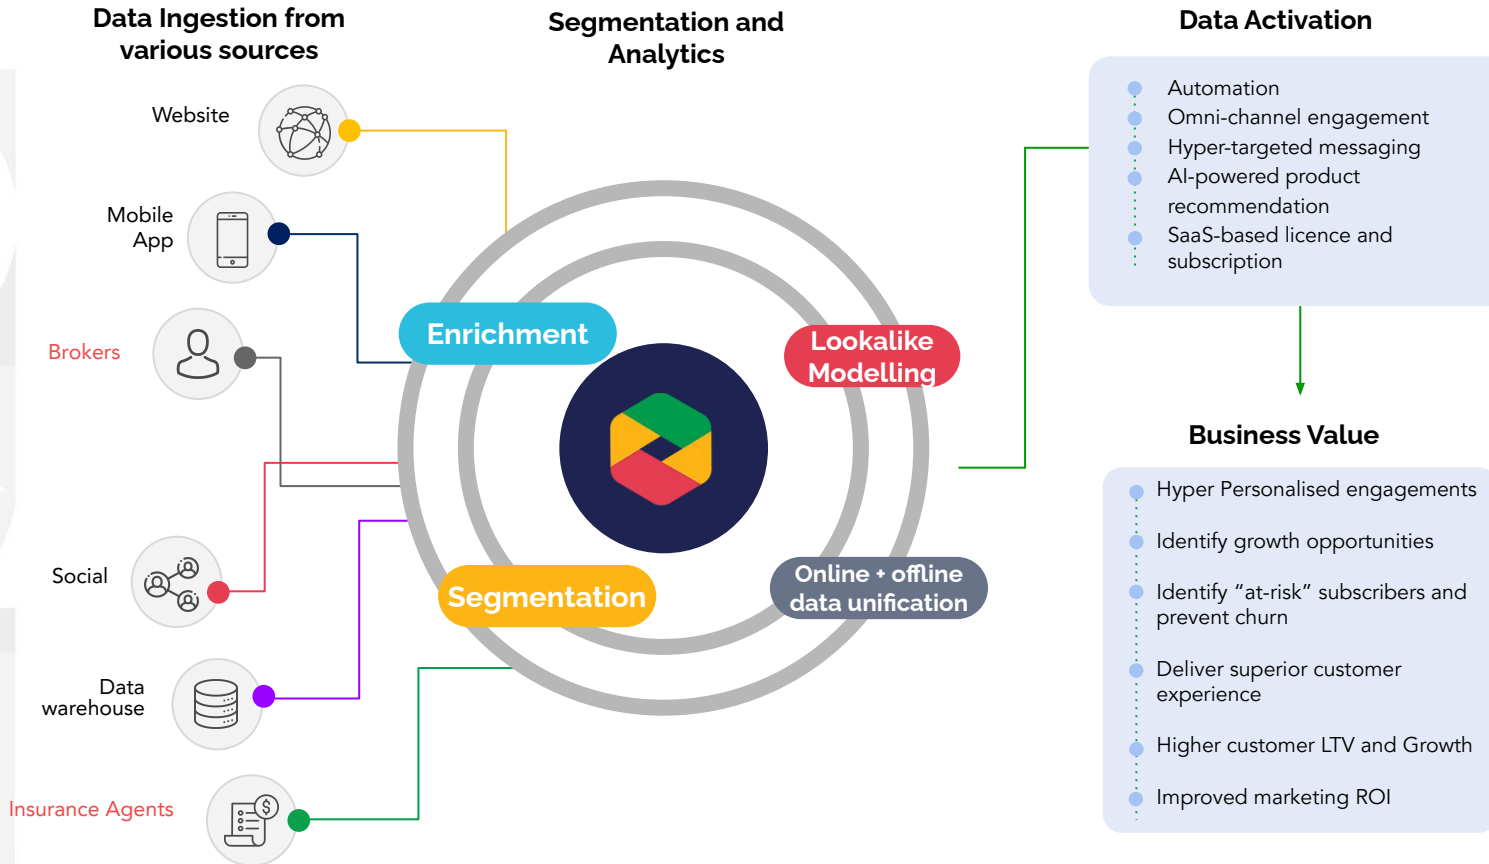 Data Ingestion from
various sources
Website
Mobile
App
Brokers
Social
Data
warehouse
Insurance Agents
Segmentation and
Analytics
Enrichment
Lookalike
Modelling
Segmentation
Online + offline
data unification
Data Activation
Automation
Omni-channel engagement
Hyper-targeted messaging
AI-powered product
recommendation
SaaS-based licence and
subscription
Business Value
Hyper Personalised engagements
Identify growth opportunities
Identify “at-risk” subscribers and
prevent churn
Deliver superior customer
experience
Higher customer LTV and Growth
Improved marketing ROI